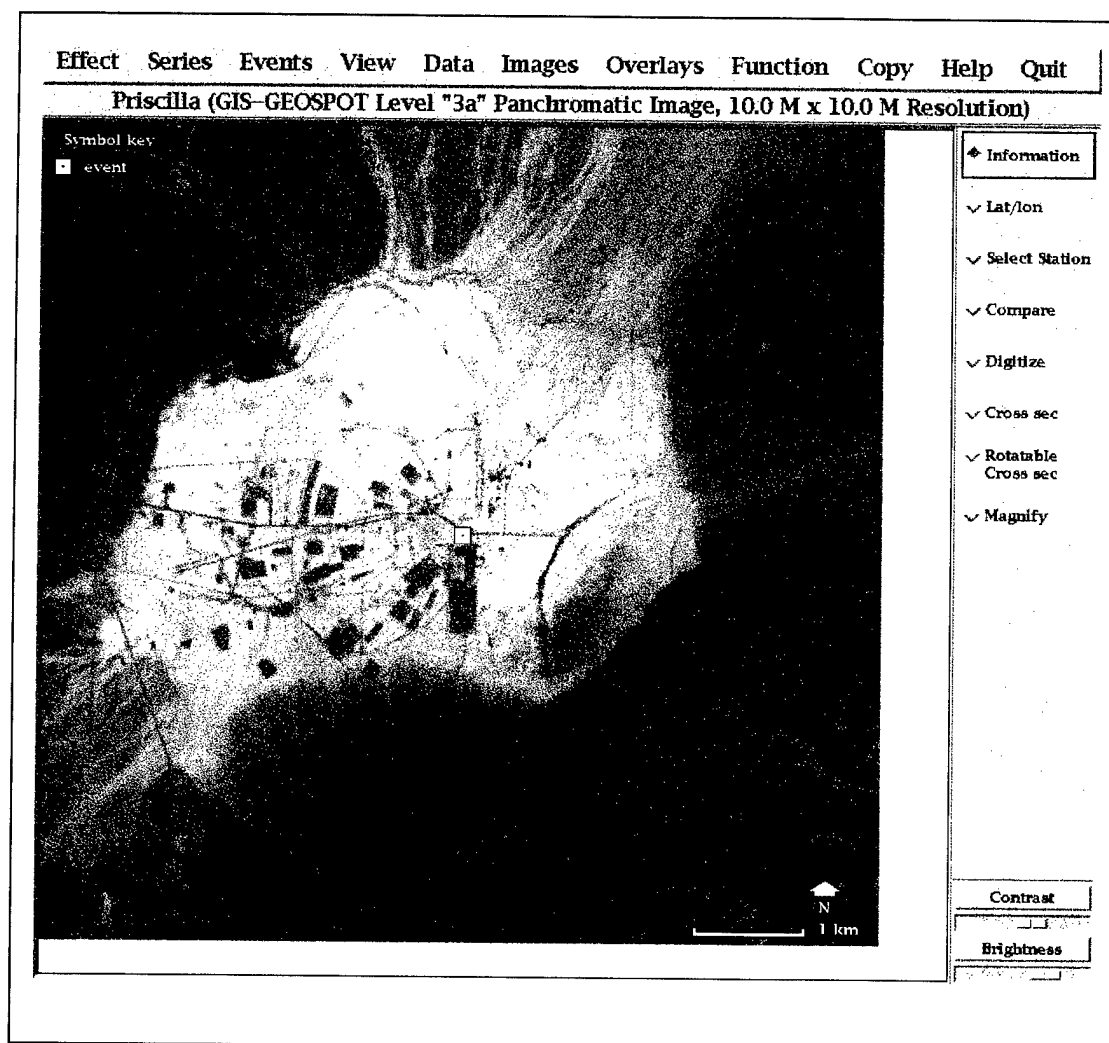 Effect Series Events View Data Images Overlays Function Copy Help Quit
Priscilla (GIS-GEOSPOT Level "3a" Panchromatic Image, 10.0 M x 10.0 M Resolution)
Symbol key
event
Information
Lat/lon
Select Station
Compare
Digitize
Cross sec
Rotatable
Cross sec
Magnify
N
1 km
Contrast
Brightness